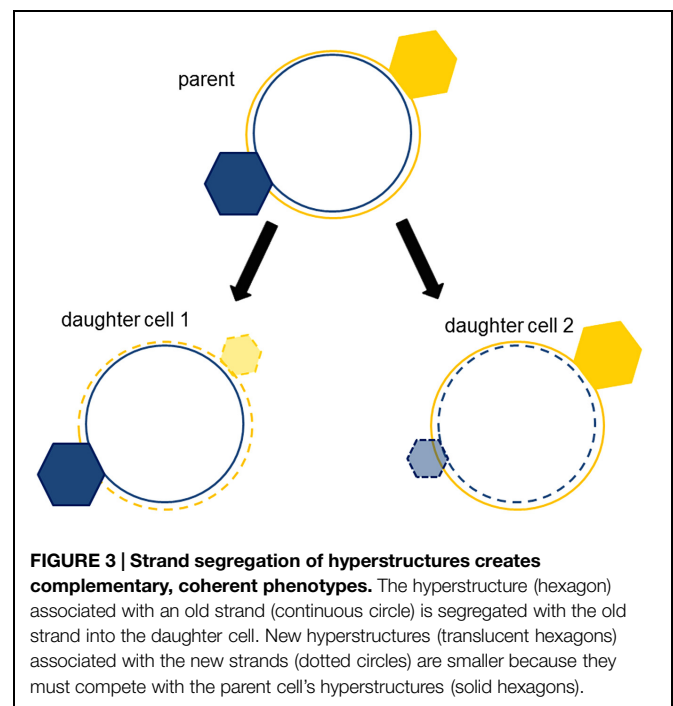 parent
daughter cell 1
daughter cell 2
FIGURE 3 | Strand segregation of hyperstructures creates
complementary, coherent phenotypes. The hyperstructure (hexagon)
associated with an old strand (continuous circle) is segregated with the old
strand into the daughter cell. New hyperstructures (translucent hexagons)
associated with the new strands (dotted circles) are smaller because they
must compete with the parent cell's hyperstructures (solid hexagons).